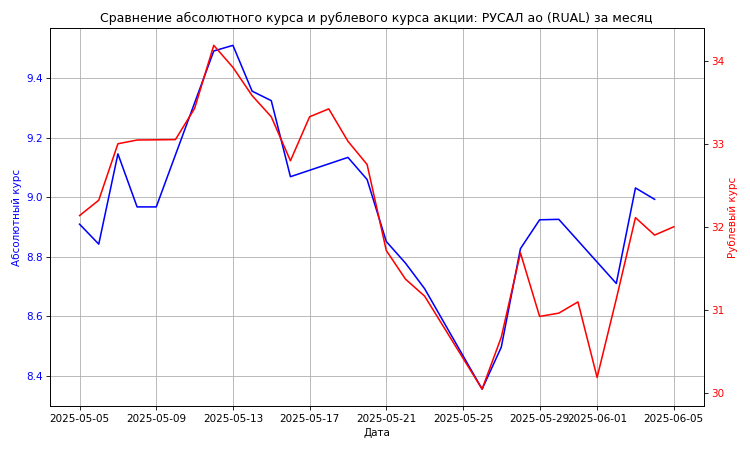 Сравнение абсолютного курса и рублевого курса акции: РУСАЛ ао (RUAL) за месяц
Абсолютный курс
9.4
9.2
9.0
8.8
8.6
8.4
34
33
32
31
30
Рублевый курс
2025-05-05 2025-05-09 2025-05-13 2025-05-17 2025-05-21 2025-05-25 2025-05-29 2025-06-01 2025-06-05
Дата